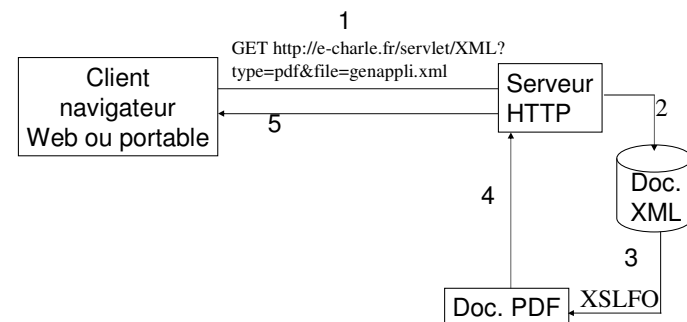 1
GET http://e-charle.fr/servlet/XML?
type=pdf&file=genappli.xml
Client
navigateur
Web ou portable
Serveur
HTTP
5
2
Doc.
XML
4
3
XSLFO
Doc. PDF